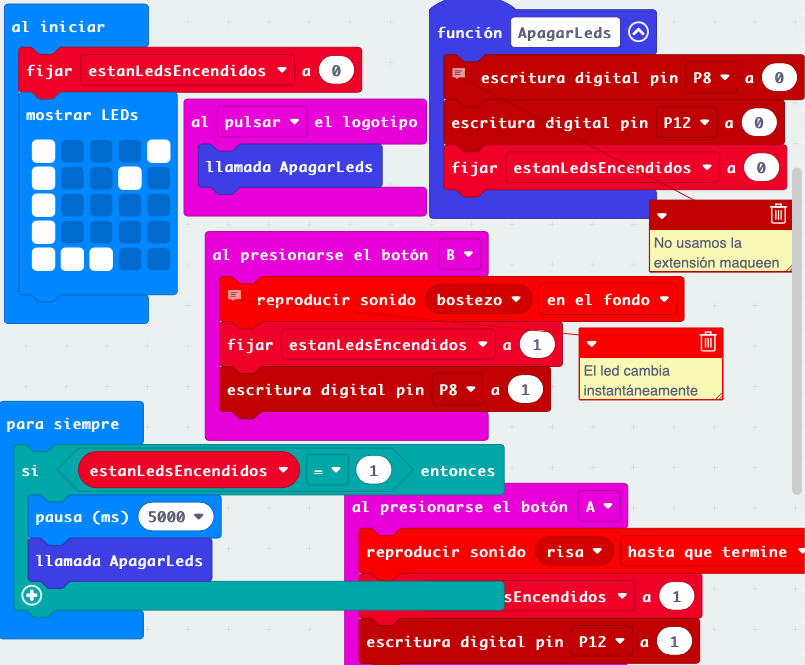 al iniciar
fijar estanLedsEncendidos a 0
mostrar LEDs
al pulsar el logotipo
llamada ApagarLeds
función ApagarLeds
escritura digital pin P8 a 0
escritura digital pin P12 a 0
fijar estanLedsEncendidos a 0
No usamos la
extensión maqueen
al presionarse el botón B
reproducir sonido bostezo en el fondo
fijar estanLedsEncendidos a 1
escritura digital pin P8 a 1
El led cambia
instantáneamente
para siempre
si estanLedsEncendidos = 1 entonces
pausa (ms) 5000
llamada ApagarLeds
al presionarse el botón A
reproducir sonido risa hasta que termine
sEncendidos a 1
escritura digital pin P12 a 1